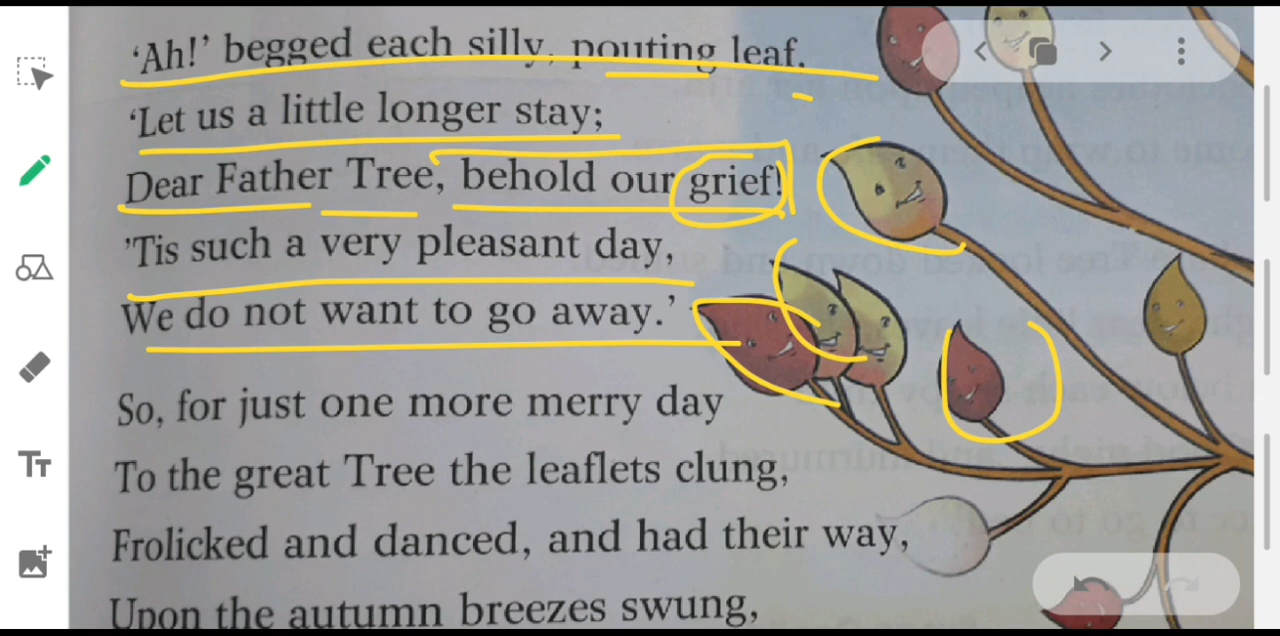 ‘Ah!’ begged each silly, pouting leaf.
‘Let us a little longer stay;
Dear Father Tree, behold our grief!
’Tis such a very pleasant day,
We do not want to go away.’
So, for just one more merry day
To the great Tree the leaflets clung,
Frolicked and danced, and had their way,
Upon the autumn breezes swung,